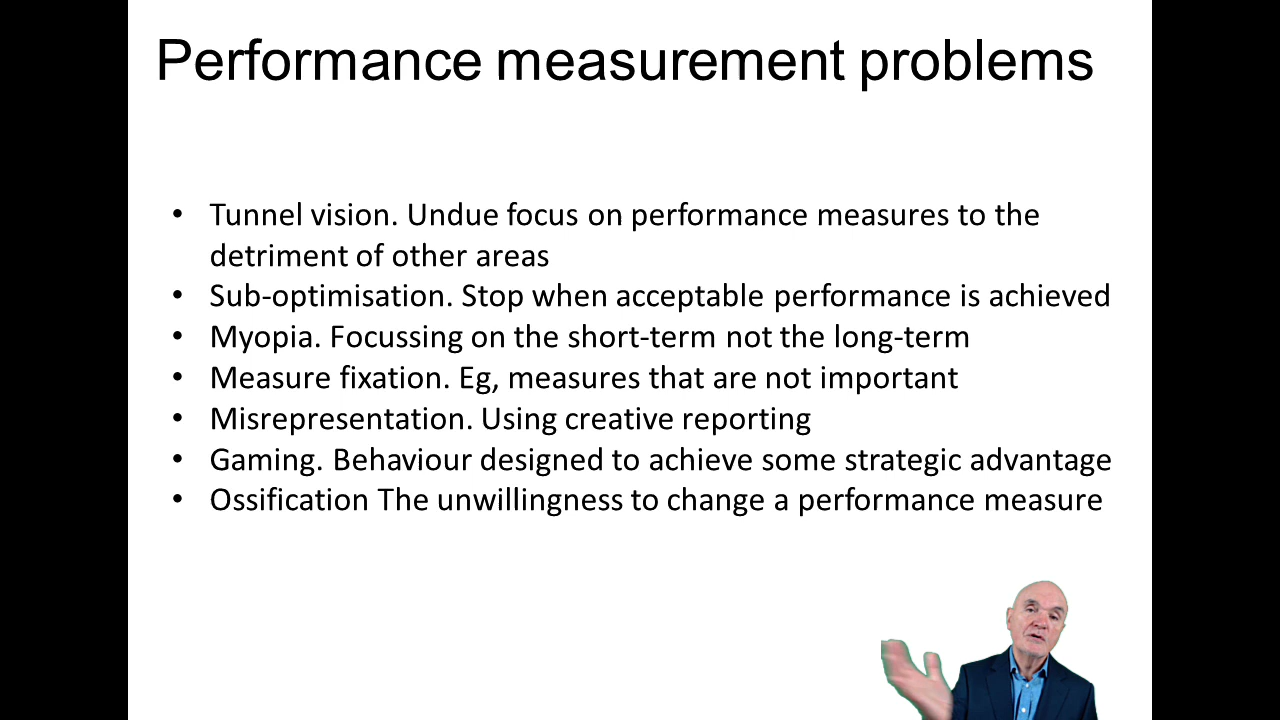 Performance measurement problems
• Tunnel vision. Undue focus on performance measures to the
detriment of other areas
• Sub-optimisation. Stop when acceptable performance is achieved
• Myopia. Focussing on the short-term not the long-term
• Measure fixation. Eg, measures that are not important
• Misrepresentation. Using creative reporting
• Gaming. Behaviour designed to achieve some strategic advantage
• Ossification The unwillingness to change a performance measure